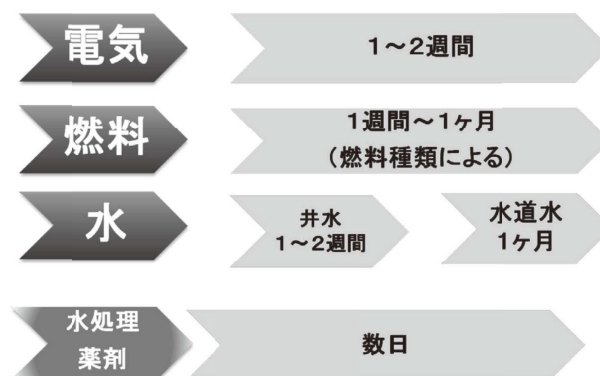 電気
1～2週間
燃料
1週間～1ヶ月
(燃料種類による)
水
井水
1～2週間
水道水
1ヶ月
水処理
薬剤
数日